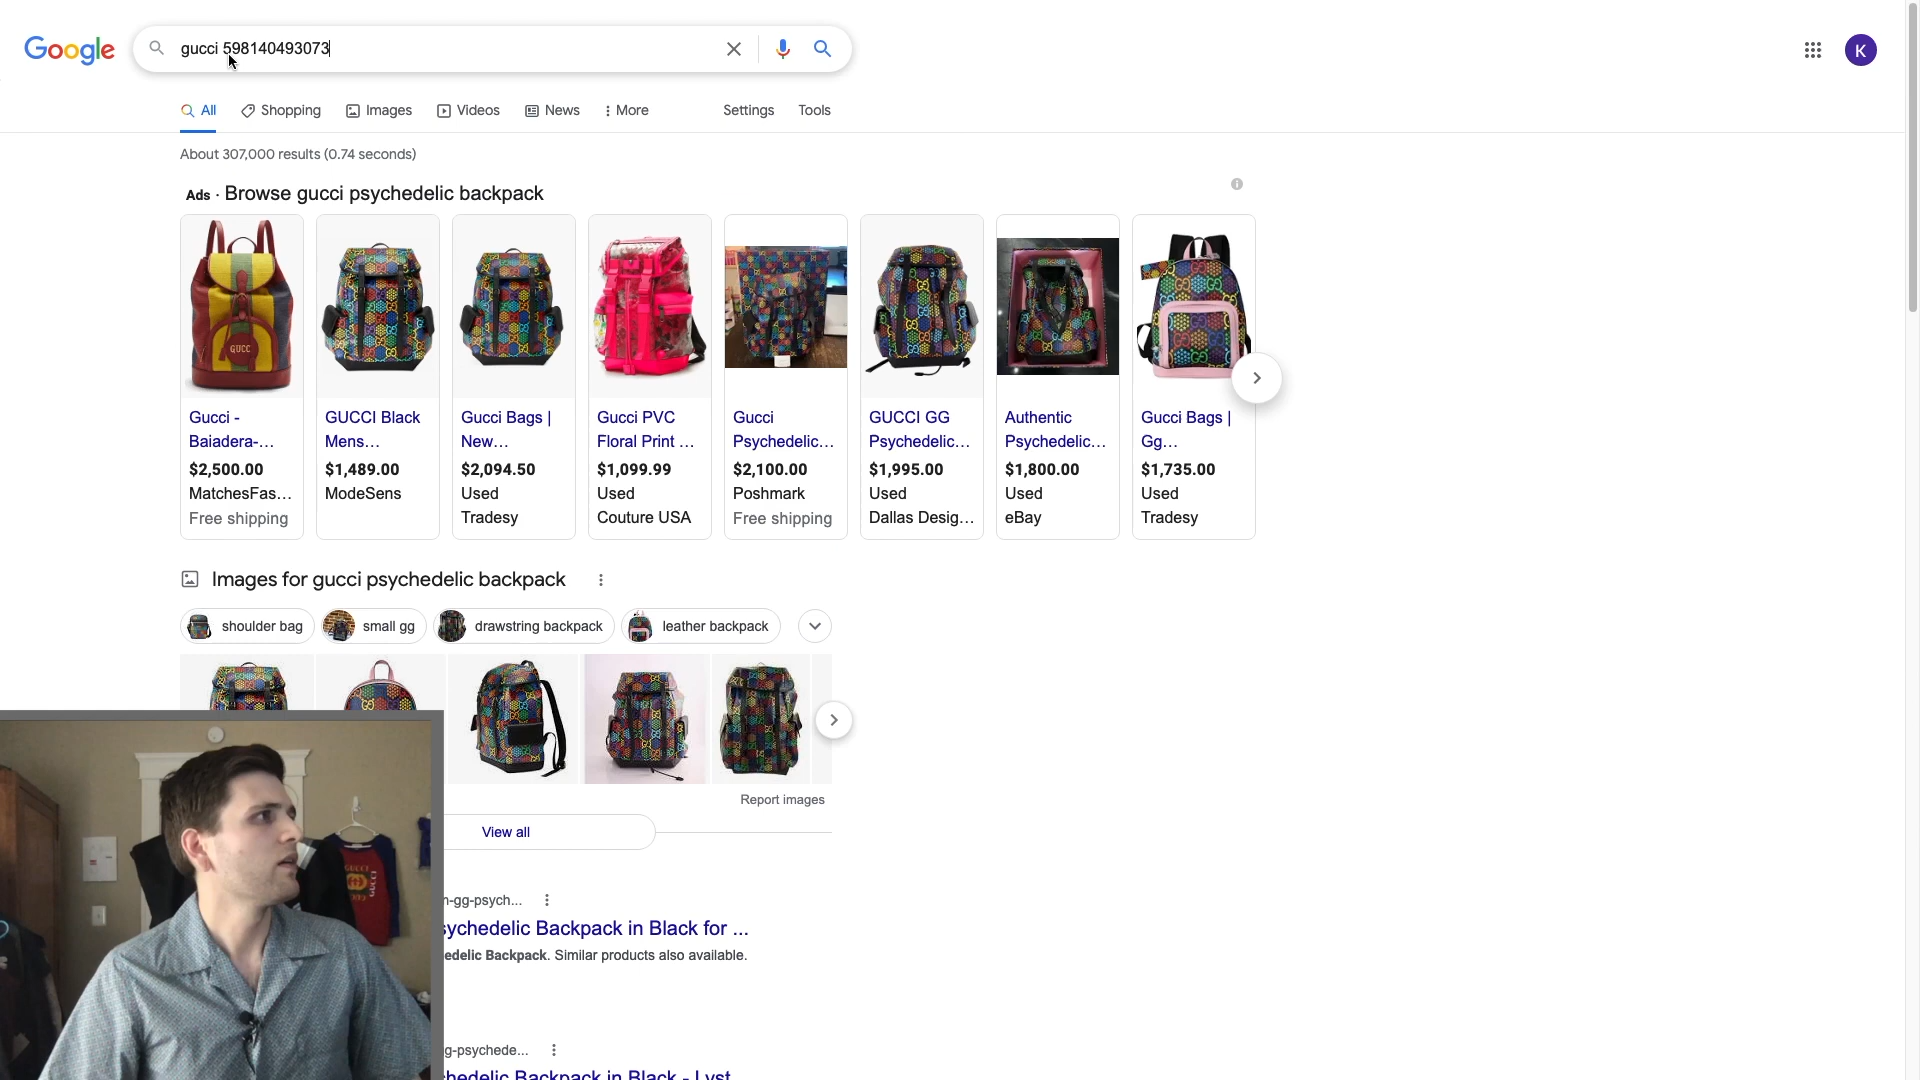 Google
gucci 598140493073
K
All
Shopping
Images
Videos
News
More
Settings
Tools
About 307,000 results (0.74 seconds)
Ads · Browse gucci psychedelic backpack
GUCCI
Gucci -
Baiadera-...
$2,500.00
MatchesFas...
Free shipping
GUCCI Black
Mens...
$1,489.00
ModeSens
Gucci Bags |
New...
$2,094.50
Used
Tradesy
Gucci PVC
Floral Print ...
$1,099.99
Used
Couture USA
Gucci
Psychedelic...
$2,100.00
Poshmark
Free shipping
GUCCI GG
Psychedelic...
$1,995.00
Used
Dallas Desig...
Authentic
Psychedelic...
$1,800.00
Used
eBay
Gucci Bags |
Gg...
$1,735.00
Used
Tradesy
Images for gucci psychedelic backpack
shoulder bag
small gg
drawstring backpack
leather backpack
Report images
View all
-gg-psych...
sychedelic Backpack in Black for ...
edelic Backpack. Similar products also available.
g-psychede...
hedelic Backpack in Black - Lyst
GUCCI
GUCCI